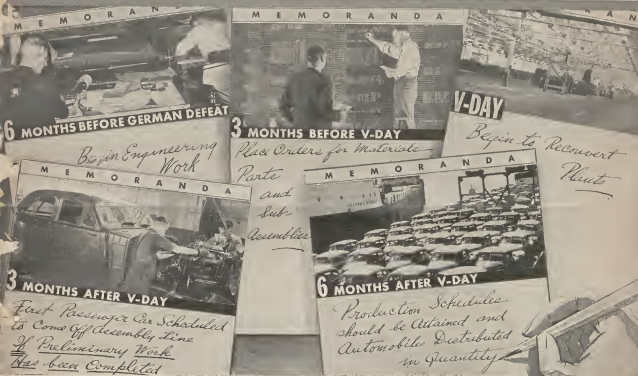 MEMORANDA
6 MONTHS BEFORE GERMAN DEFEAT
Begin Engineering
Work
MEMORANDA
3 MONTHS BEFORE V-DAY
Place Orders for Materials
Parts
and
Sub-
Assemblies
V-DAY
Begin to Reconvert
Plants
MEMORANDA
3 MONTHS AFTER V-DAY
First Passenger Car Scheduled
to Come Off Assembly Line
If Preliminary Work
Has been Completed
MEMORANDA
6 MONTHS AFTER V-DAY
Production Schedules
should be Attained and
Automobiles Distributed
in Quantity